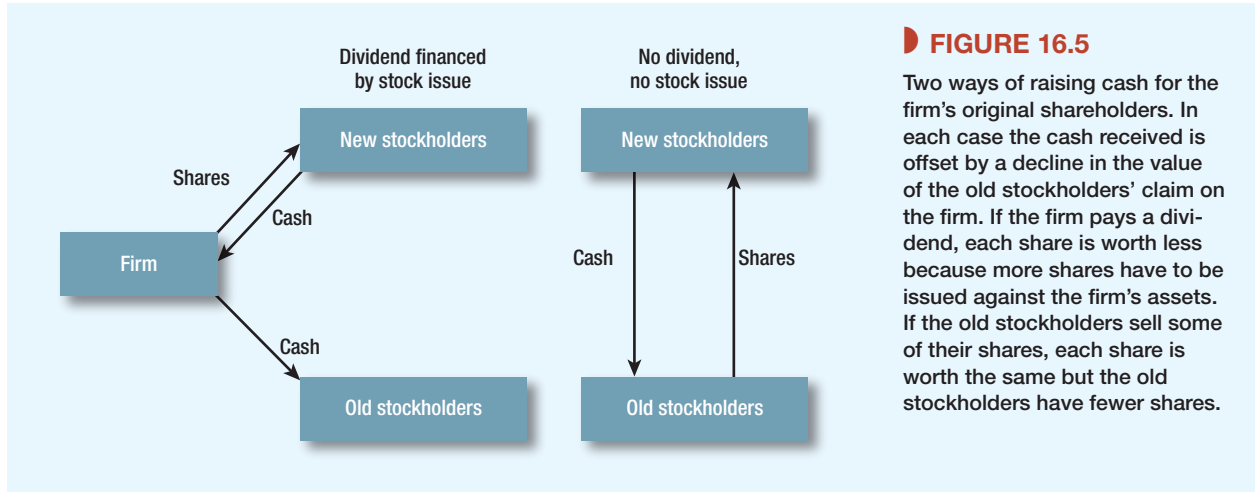 Dividend financed
by stock issue
New stockholders
Shares
Cash
Firm
Cash
Old stockholders
No dividend,
no stock issue
New stockholders
Cash
Shares
Old stockholders
FIGURE 16.5
Two ways of raising cash for the
firm's original shareholders. In
each case the cash received is
offset by a decline in the value
of the old stockholders' claim on
the firm. If the firm pays a divi-
dend, each share is worth less
because more shares have to be
issued against the firm's assets.
If the old stockholders sell some
of their shares, each share is
worth the same but the old
stockholders have fewer shares.